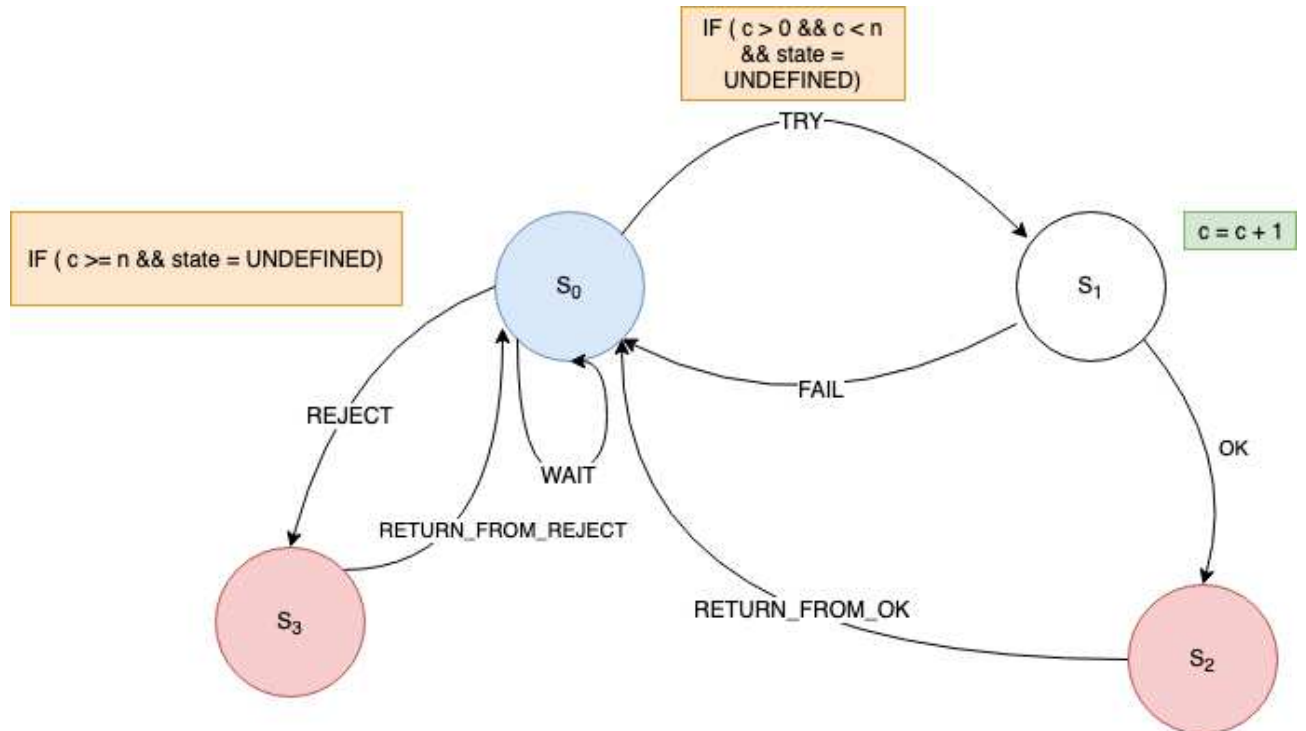 IF ( c > 0 && c < n
&& state =
UNDEFINED)
TRY
IF ( c >= n && state = UNDEFINED)
S₀
S₁
c = c + 1
FAIL
REJECT
OK
WAIT
RETURN_FROM_REJECT
RETURN_FROM_OK
S₃
S₂